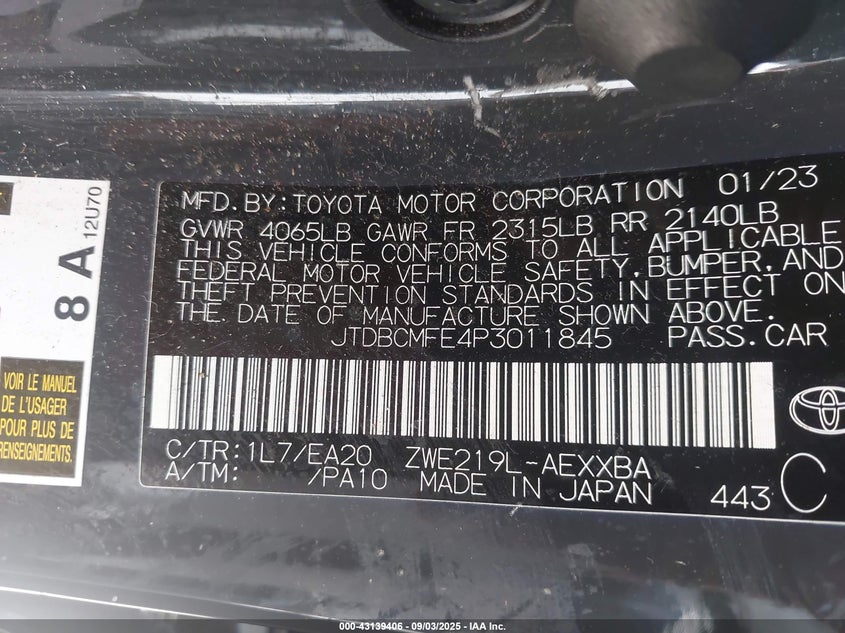 MFD. BY: TOYOTA MOTOR CORPORATION 01/23
GVWR 4065LB GAWR FR 2315LB RR 2140LB
THIS VEHICLE CONFORMS TO ALL APPLICABLE
FEDERAL MOTOR VEHICLE SAFETY, BUMPER, AND
THEFT PREVENTION STANDARDS IN EFFECT ON
THE DATE OF MANUFACTURE SHOWN ABOVE.
JTDBCMFE4P3011845 PASS. CAR
C/TR: 1L7/EA20 ZWE219L-AEXXBA
A/TM: /PA10 MADE IN JAPAN
443 C
8 A 12U70
VOIR LE MANUEL
DE L'USAGER
POUR PLUS DE
RENSEIGNEMENTS.
000-43139406 - 09/03/2025 - IAA Inc.